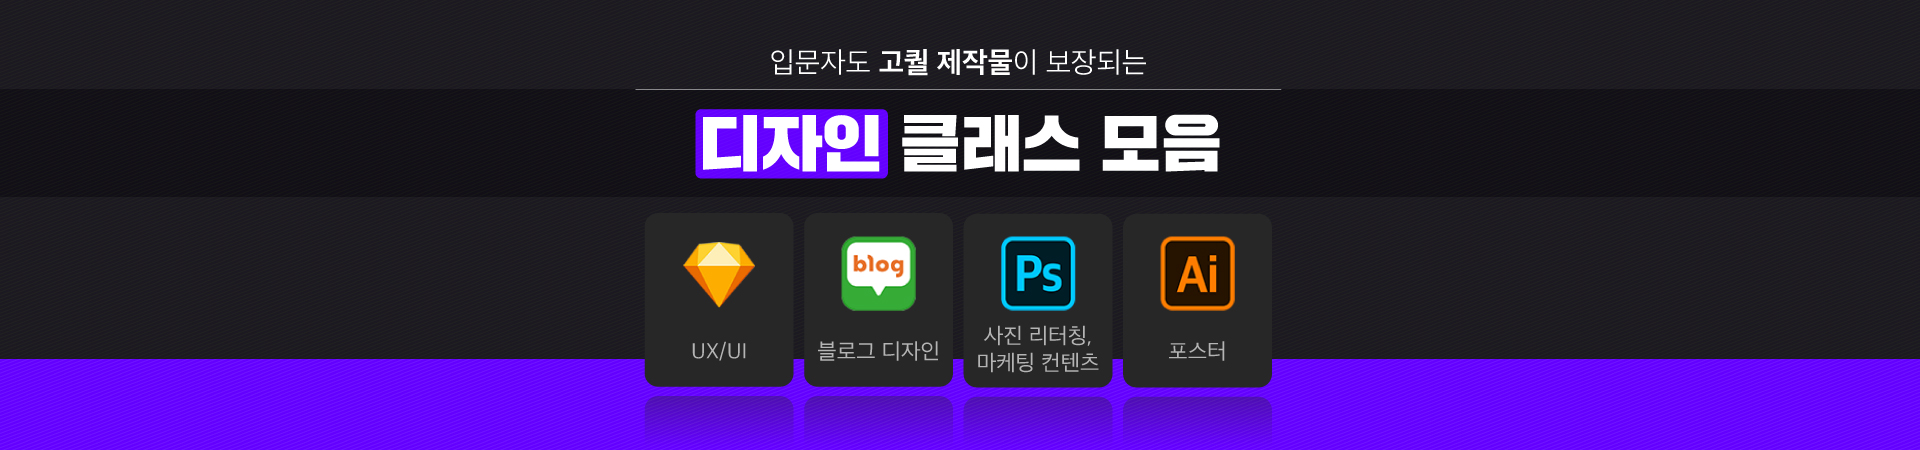 입문자도 고퀄 제작물이 보장되는
디자인 클래스 모음
UX/UI
blog
블로그 디자인
Ps
사진 리터칭,
마케팅 컨텐츠
Ai
포스터